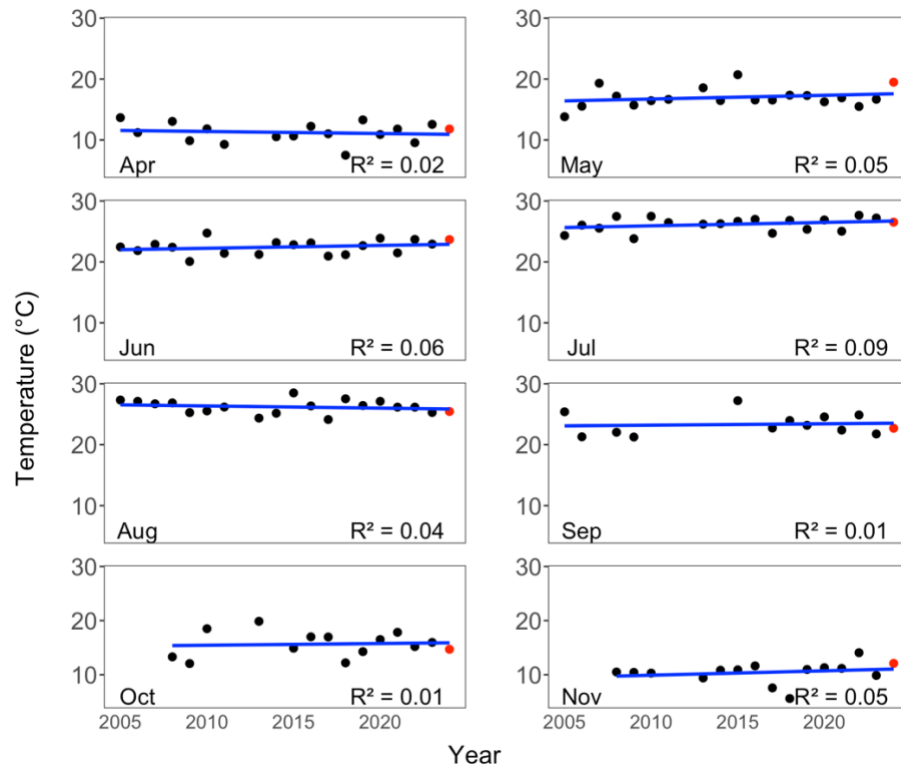 Temperature (°C)
30
20
10
Apr
R² = 0.02
30
20
10
May
R² = 0.05
30
20
10
Jun
R² = 0.06
30
20
10
Jul
R² = 0.09
30
20
10
Aug
R² = 0.04
30
20
10
Sep
R² = 0.01
30
20
10
Oct
R² = 0.01
2005 2010 2015 2020
30
20
10
Nov
R² = 0.05
2005 2010 2015 2020
Year